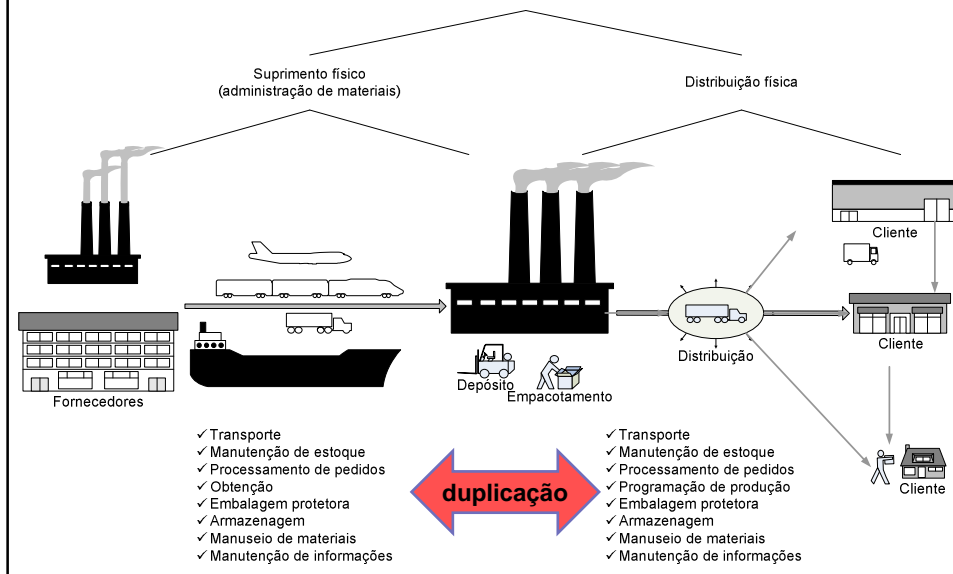 Suprimento físico
(administração de materiais)
Distribuição física
Cliente
Cliente
Distribuição
Depósito
Empacotamento
Fornecedores
Cliente
✓ Transporte
✓ Manutenção de estoque
✓ Processamento de pedidos
✓ Obtenção
✓ Embalagem protetora
✓ Armazenagem
✓ Manuseio de materiais
✓ Manutenção de informações
duplicação
✓ Transporte
✓ Manutenção de estoque
✓ Processamento de pedidos
✓ Programação de produção
✓ Embalagem protetora
✓ Armazenagem
✓ Manuseio de materiais
✓ Manutenção de informações